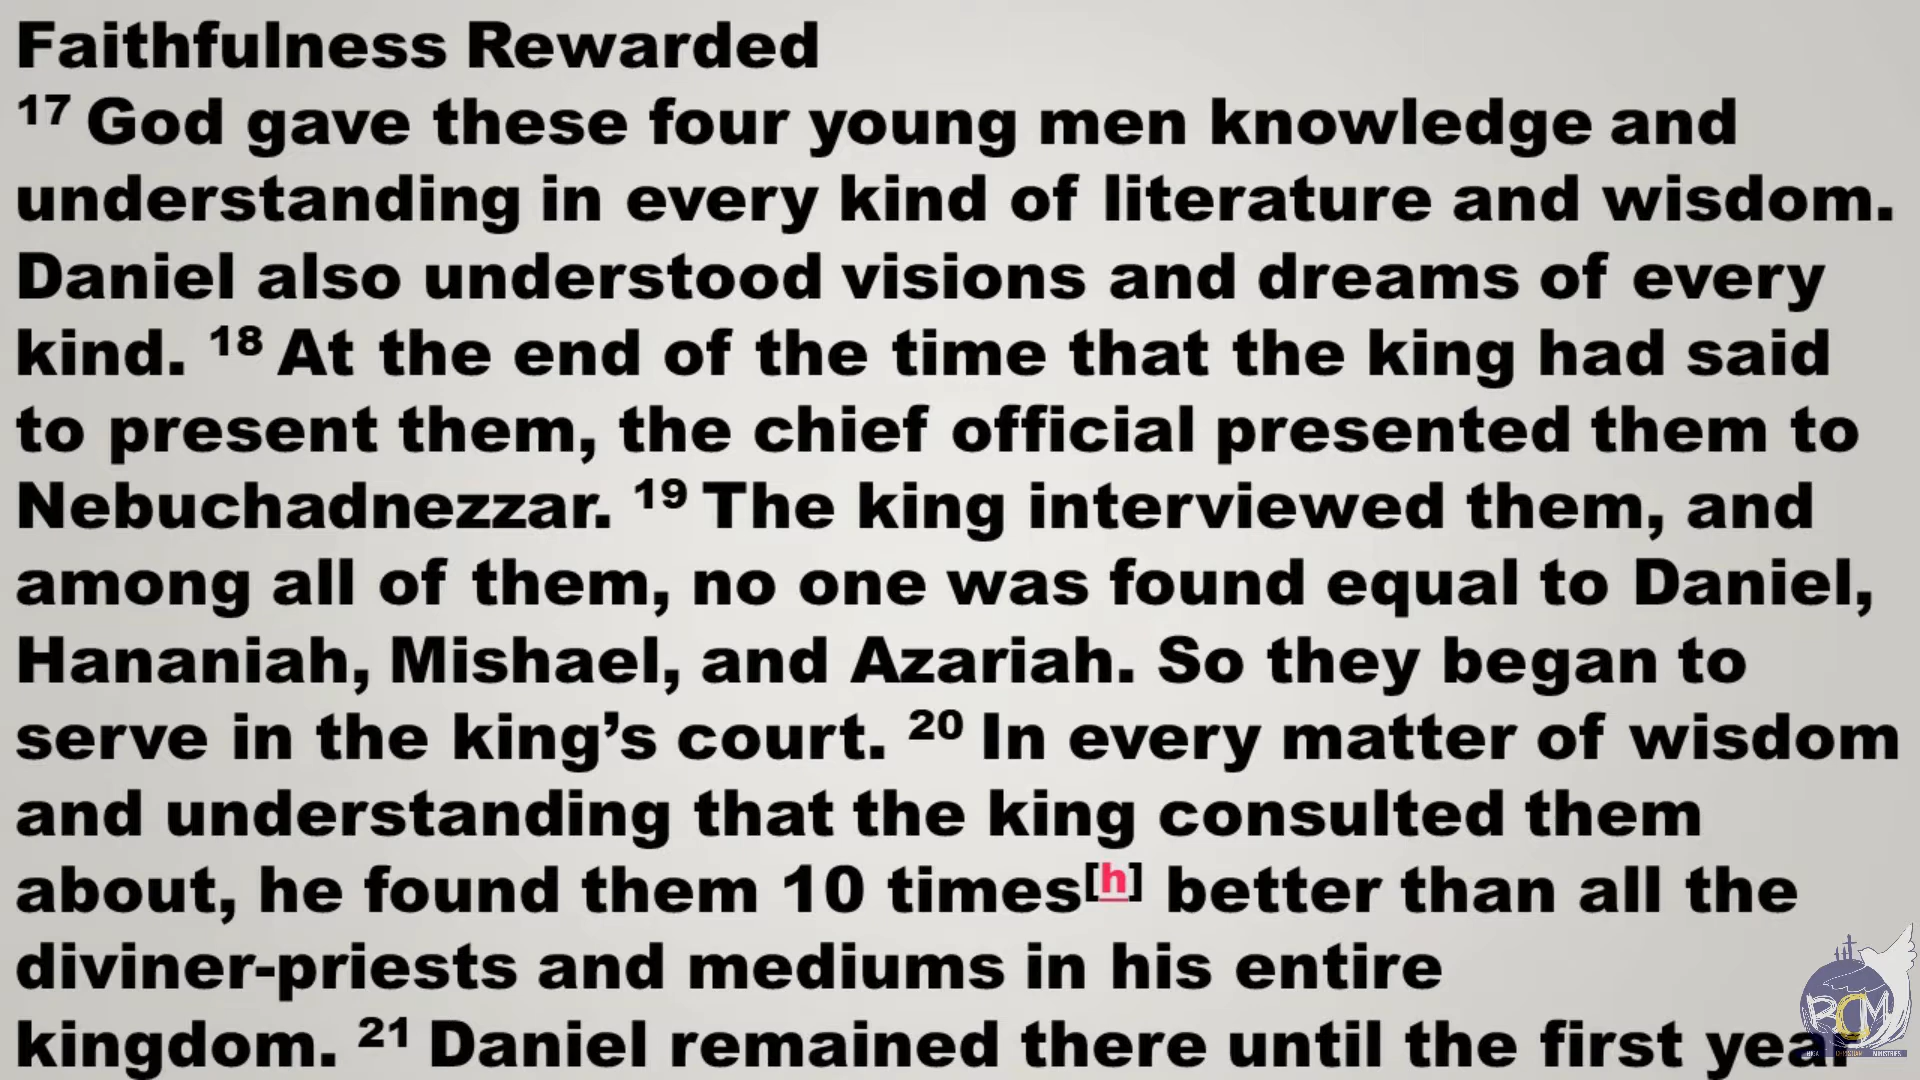 Faithfulness Rewarded
17 God gave these four young men knowledge and
understanding in every kind of literature and wisdom.
Daniel also understood visions and dreams of every
kind. 18 At the end of the time that the king had said
to present them, the chief official presented them to
Nebuchadnezzar. 19 The king interviewed them, and
among all of them, no one was found equal to Daniel,
Hananiah, Mishael, and Azariah. So they began to
serve in the king’s court. 20 In every matter of wisdom
and understanding that the king consulted them
about, he found them 10 times[h] better than all the
diviner-priests and mediums in his entire
kingdom. 21 Daniel remained there until the first year
RCM
CHRISTIAN MINISTRIES